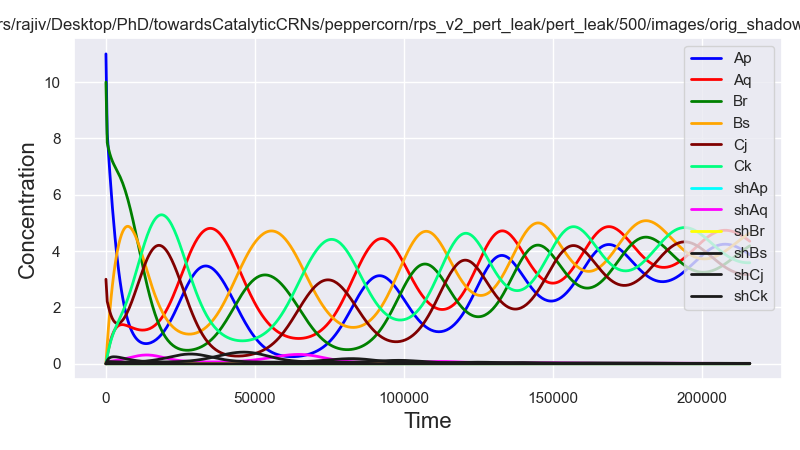 rs/rajiv/Desktop/PhD/towardsCatalyticCRNs/peppercorn/rps_v2_pert_leak/pert_leak/500/images/orig_shadow
Concentration
10
8
6
4
2
0
0 50000 100000 150000 200000
Time
Ap
Aq
Br
Bs
Cj
Ck
shAp
shAq
shBr
shBs
shCj
shCk